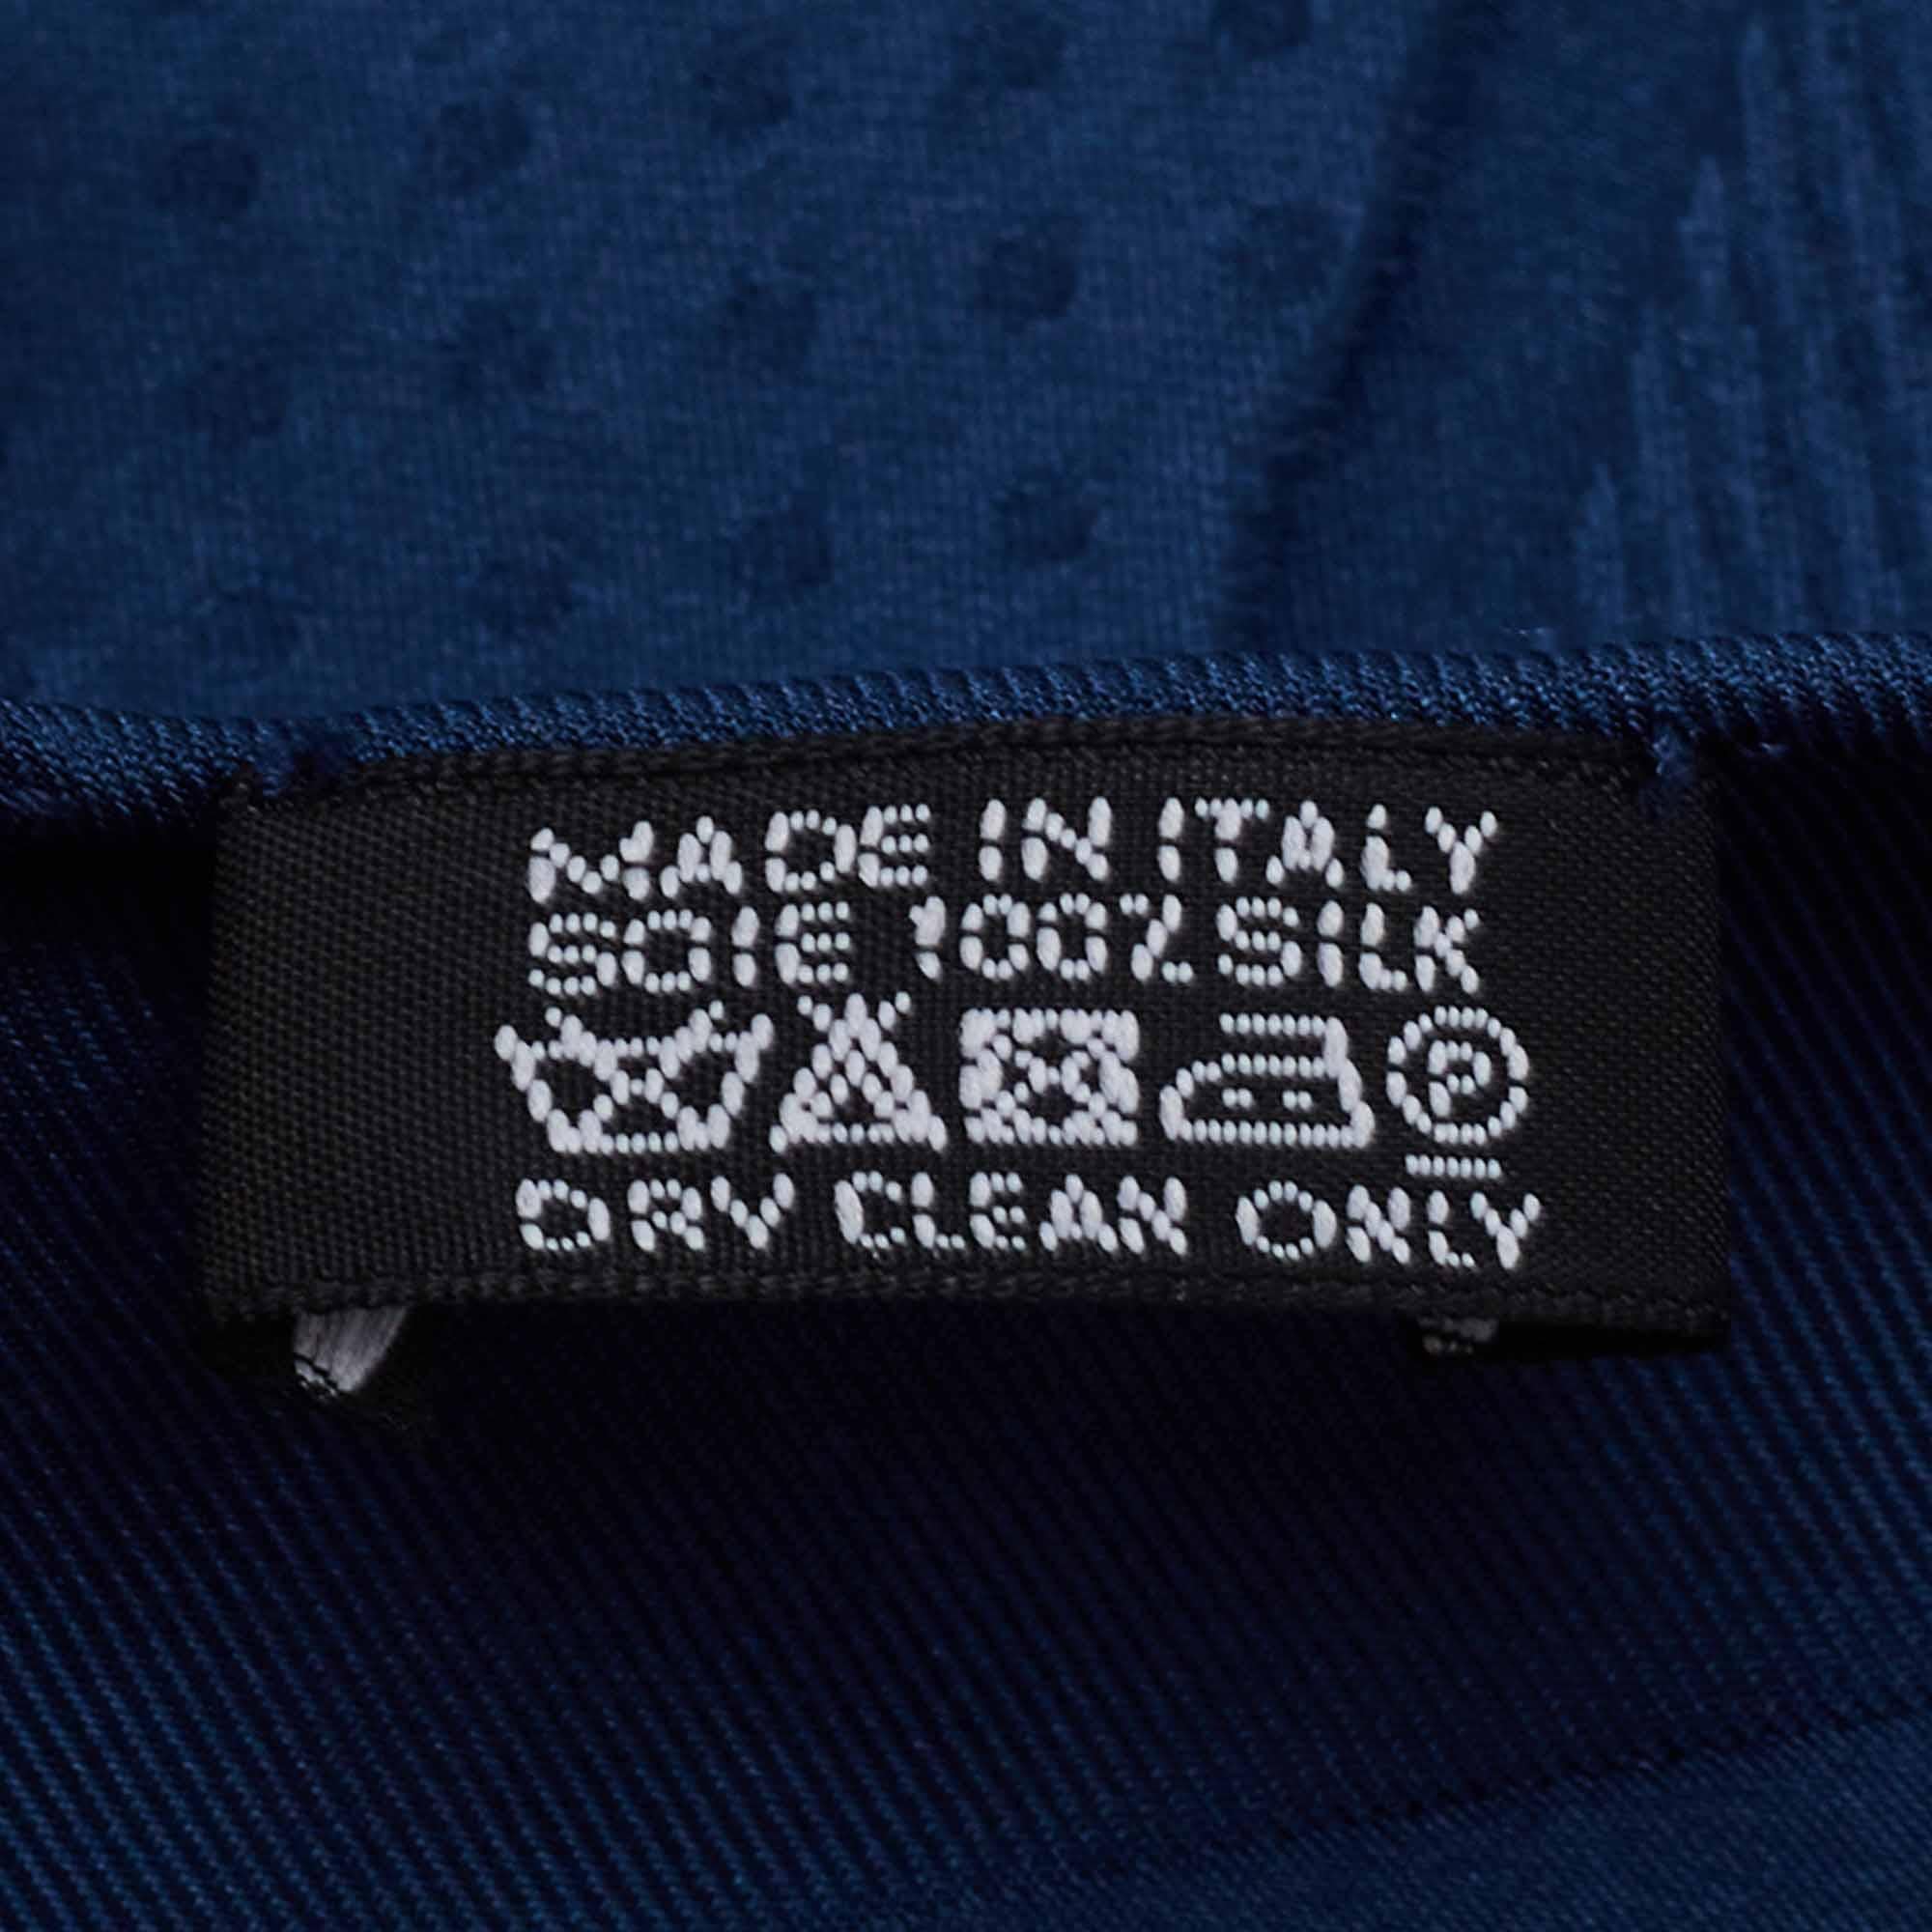 MADE IN ITALY
SOIE 100% SILK
P
DRY CLEAN ONLY